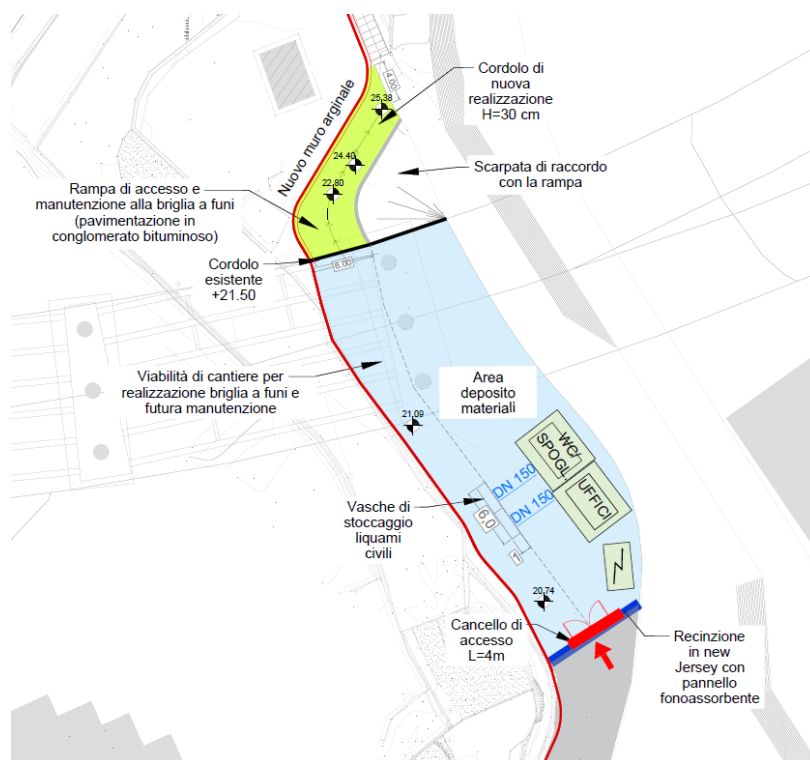 4.00
25.38
Cordolo di
nuova
realizzazione
H=30 cm
Nuovo muro arginale
24.40
22.80
Scarpata di raccordo
con la rampa
Rampa di accesso e
manutenzione alla briglia a funi
(pavimentazione in
conglomerato bituminoso)
Cordolo
esistente
+21.50
6.00
Viabilità di cantiere per
realizzazione briglia a funi e
futura manutenzione
Area
deposito
materiali
21.09
WC/
SPOGL.
UFFICI
DN 150
DN 150
Vasche di
stoccaggio
liquami
civili
6,0
1
20.74
Cancello di
accesso
L=4m
Recinzione
in new
Jersey con
pannello
fonoassorbente